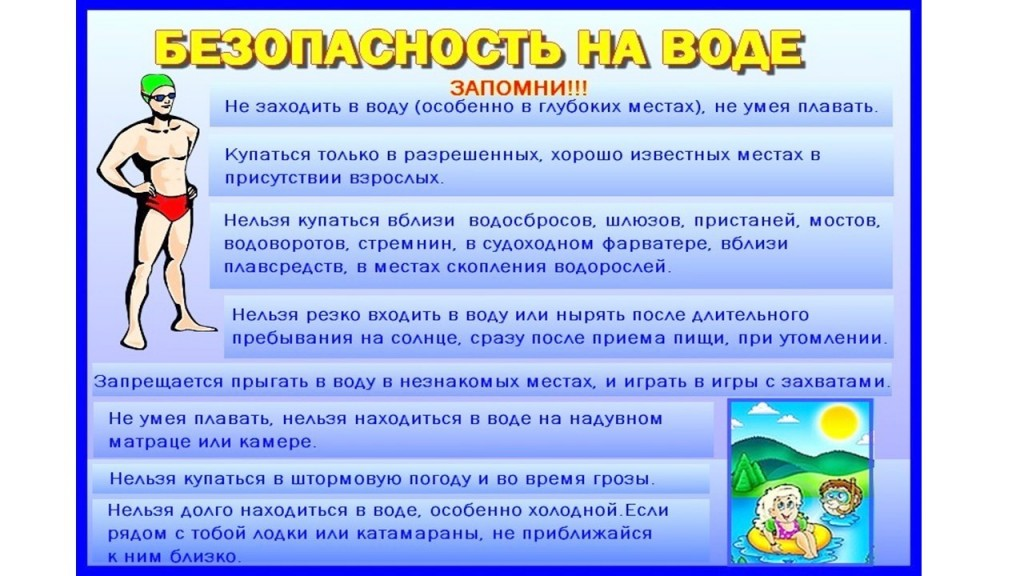 БЕЗОПАСНОСТЬ НА ВОДЕ
ЗАПОМНИ!!!
Не заходить в воду (особенно в глубоких местах), не умея плавать.
Купаться только в разрешенных, хорошо известных местах в
присутствии взрослых.
Нельзя купаться вблизи водосбросов, шлюзов, пристаней, мостов,
водоворотов, стремнин, в судоходном фарватере, вблизи
плавсредств, в местах скопления водорослей.
Нельзя резко входить в воду или нырять после длительного
пребывания на солнце, сразу после приема пищи, при утомлении.
Запрещается прыгать в воду в незнакомых местах, и играть в игры с захватами.
Не умея плавать, нельзя находиться в воде на надувном
матраце или камере.
Нельзя купаться в штормовую погоду и во время грозы.
Нельзя долго находиться в воде, особенно холодной.Если
рядом с тобой лодки или катамараны, не приближайся
к ним близко.